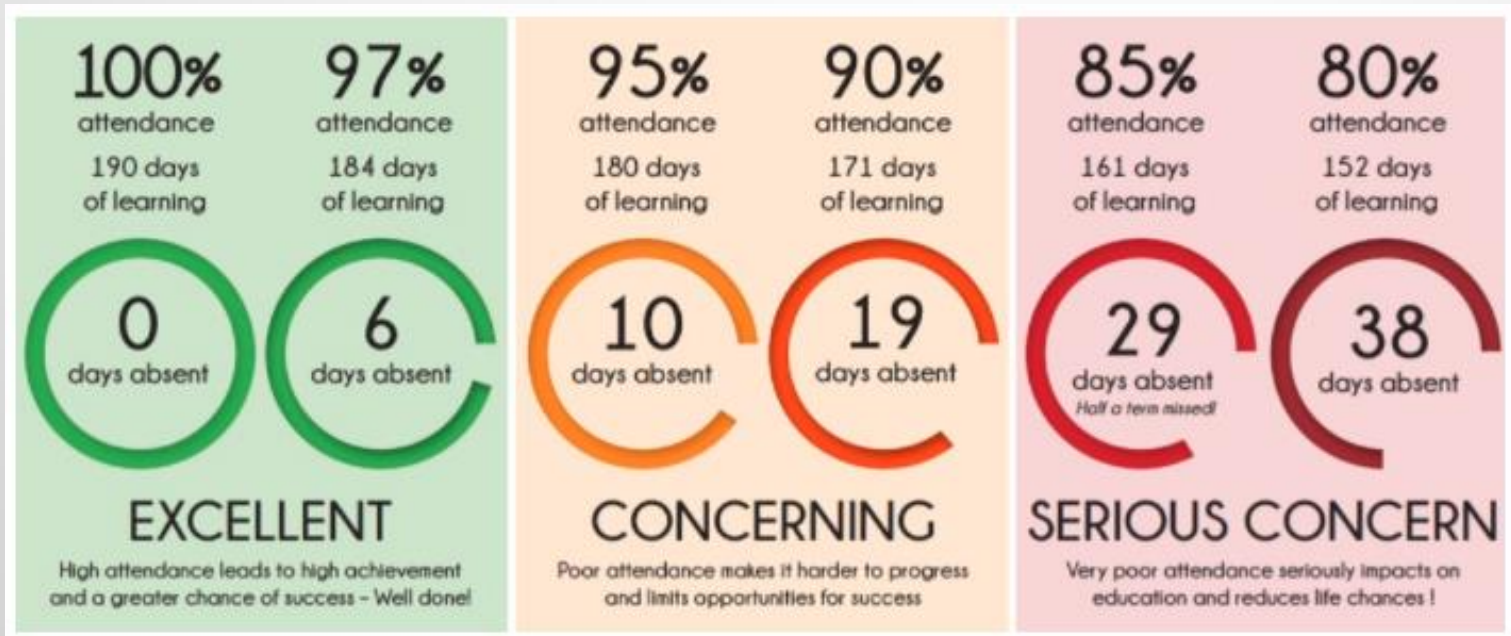 100%
attendance
190 days
of learning
0
days absent
97%
attendance
184 days
of learning
6
days absent
EXCELLENT
High attendance leads to high achievement
and a greater chance of success – Well done!
95%
attendance
180 days
of learning
10
days absent
90%
attendance
171 days
of learning
19
days absent
CONCERNING
Poor attendance makes it harder to progress
and limits opportunities for success
85%
attendance
161 days
of learning
29
days absent
Half a term missed!
80%
attendance
152 days
of learning
38
days absent
SERIOUS CONCERN
Very poor attendance seriously impacts on
education and reduces life chances !